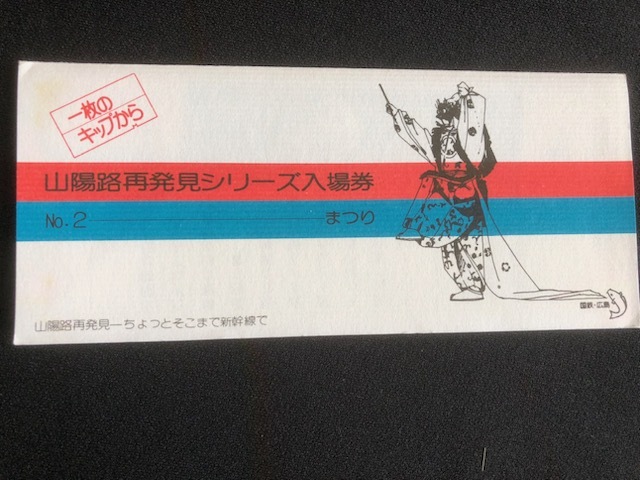 一枚の
キップから
山陽路再発見シリーズ入場券
No.2 まつり
国鉄・広島
山陽路再発見―ちょっとそこまで新幹線で